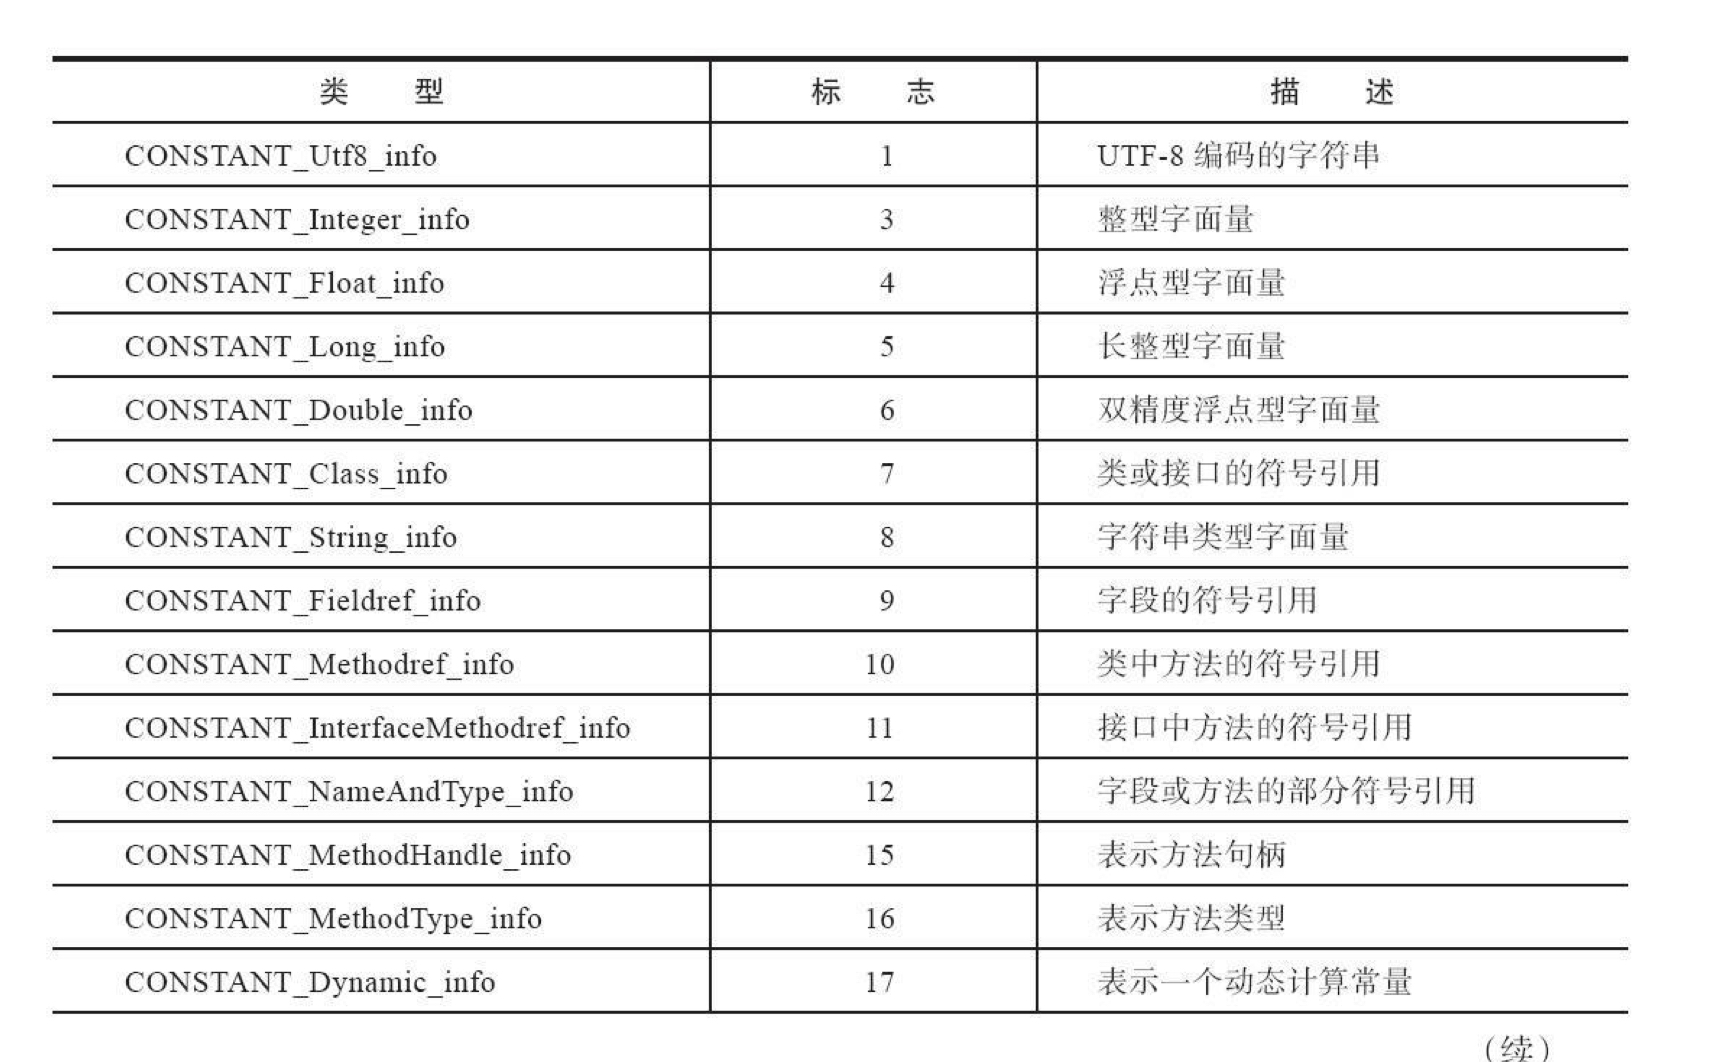 类 型 标 志 描 述
CONSTANT_Utf8_info 1 UTF-8 编码的字符串
CONSTANT_Integer_info 3 整型字面量
CONSTANT_Float_info 4 浮点型字面量
CONSTANT_Long_info 5 长整型字面量
CONSTANT_Double_info 6 双精度浮点型字面量
CONSTANT_Class_info 7 类或接口的符号引用
CONSTANT_String_info 8 字符串类型字面量
CONSTANT_Fieldref_info 9 字段的符号引用
CONSTANT_Methodref_info 10 类中方法的符号引用
CONSTANT_InterfaceMethodref_info 11 接口中方法的符号引用
CONSTANT_NameAndType_info 12 字段或方法的部分符号引用
CONSTANT_MethodHandle_info 15 表示方法句柄
CONSTANT_MethodType_info 16 表示方法类型
CONSTANT_Dynamic_info 17 表示一个动态计算常量
（续）